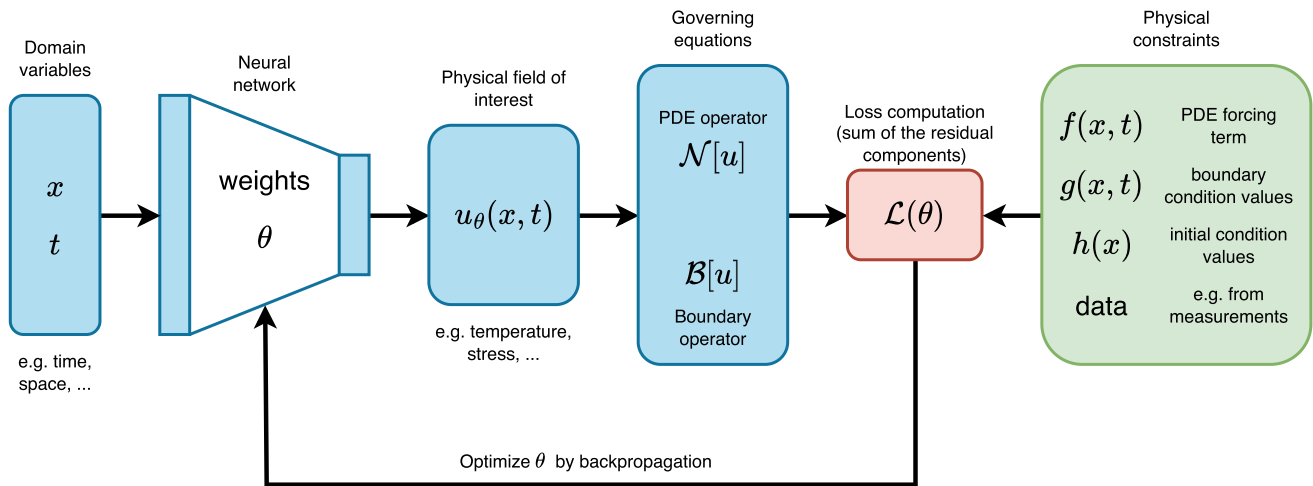 Domain
variables
x
t
e.g. time,
space, ...
Neural
network
weights
θ
Physical field of
interest
u_θ(x, t)
e.g. temperature,
stress, ...
Governing
equations
PDE operator
𝒩[u]
ℬ[u]
Boundary
operator
Loss computation
(sum of the residual
components)
ℒ(θ)
Physical
constraints
f(x, t) PDE forcing
term
g(x, t) boundary
condition values
h(x) initial condition
values
data e.g. from
measurements
Optimize θ by backpropagation